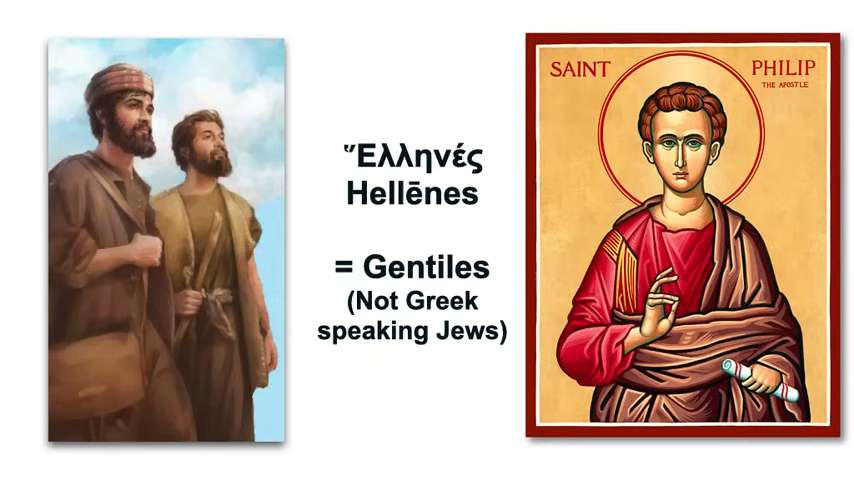 Ἕλληνές
Hellēnes
= Gentiles
(Not Greek
speaking Jews)
SAINT PHILIP
THE APOSTLE